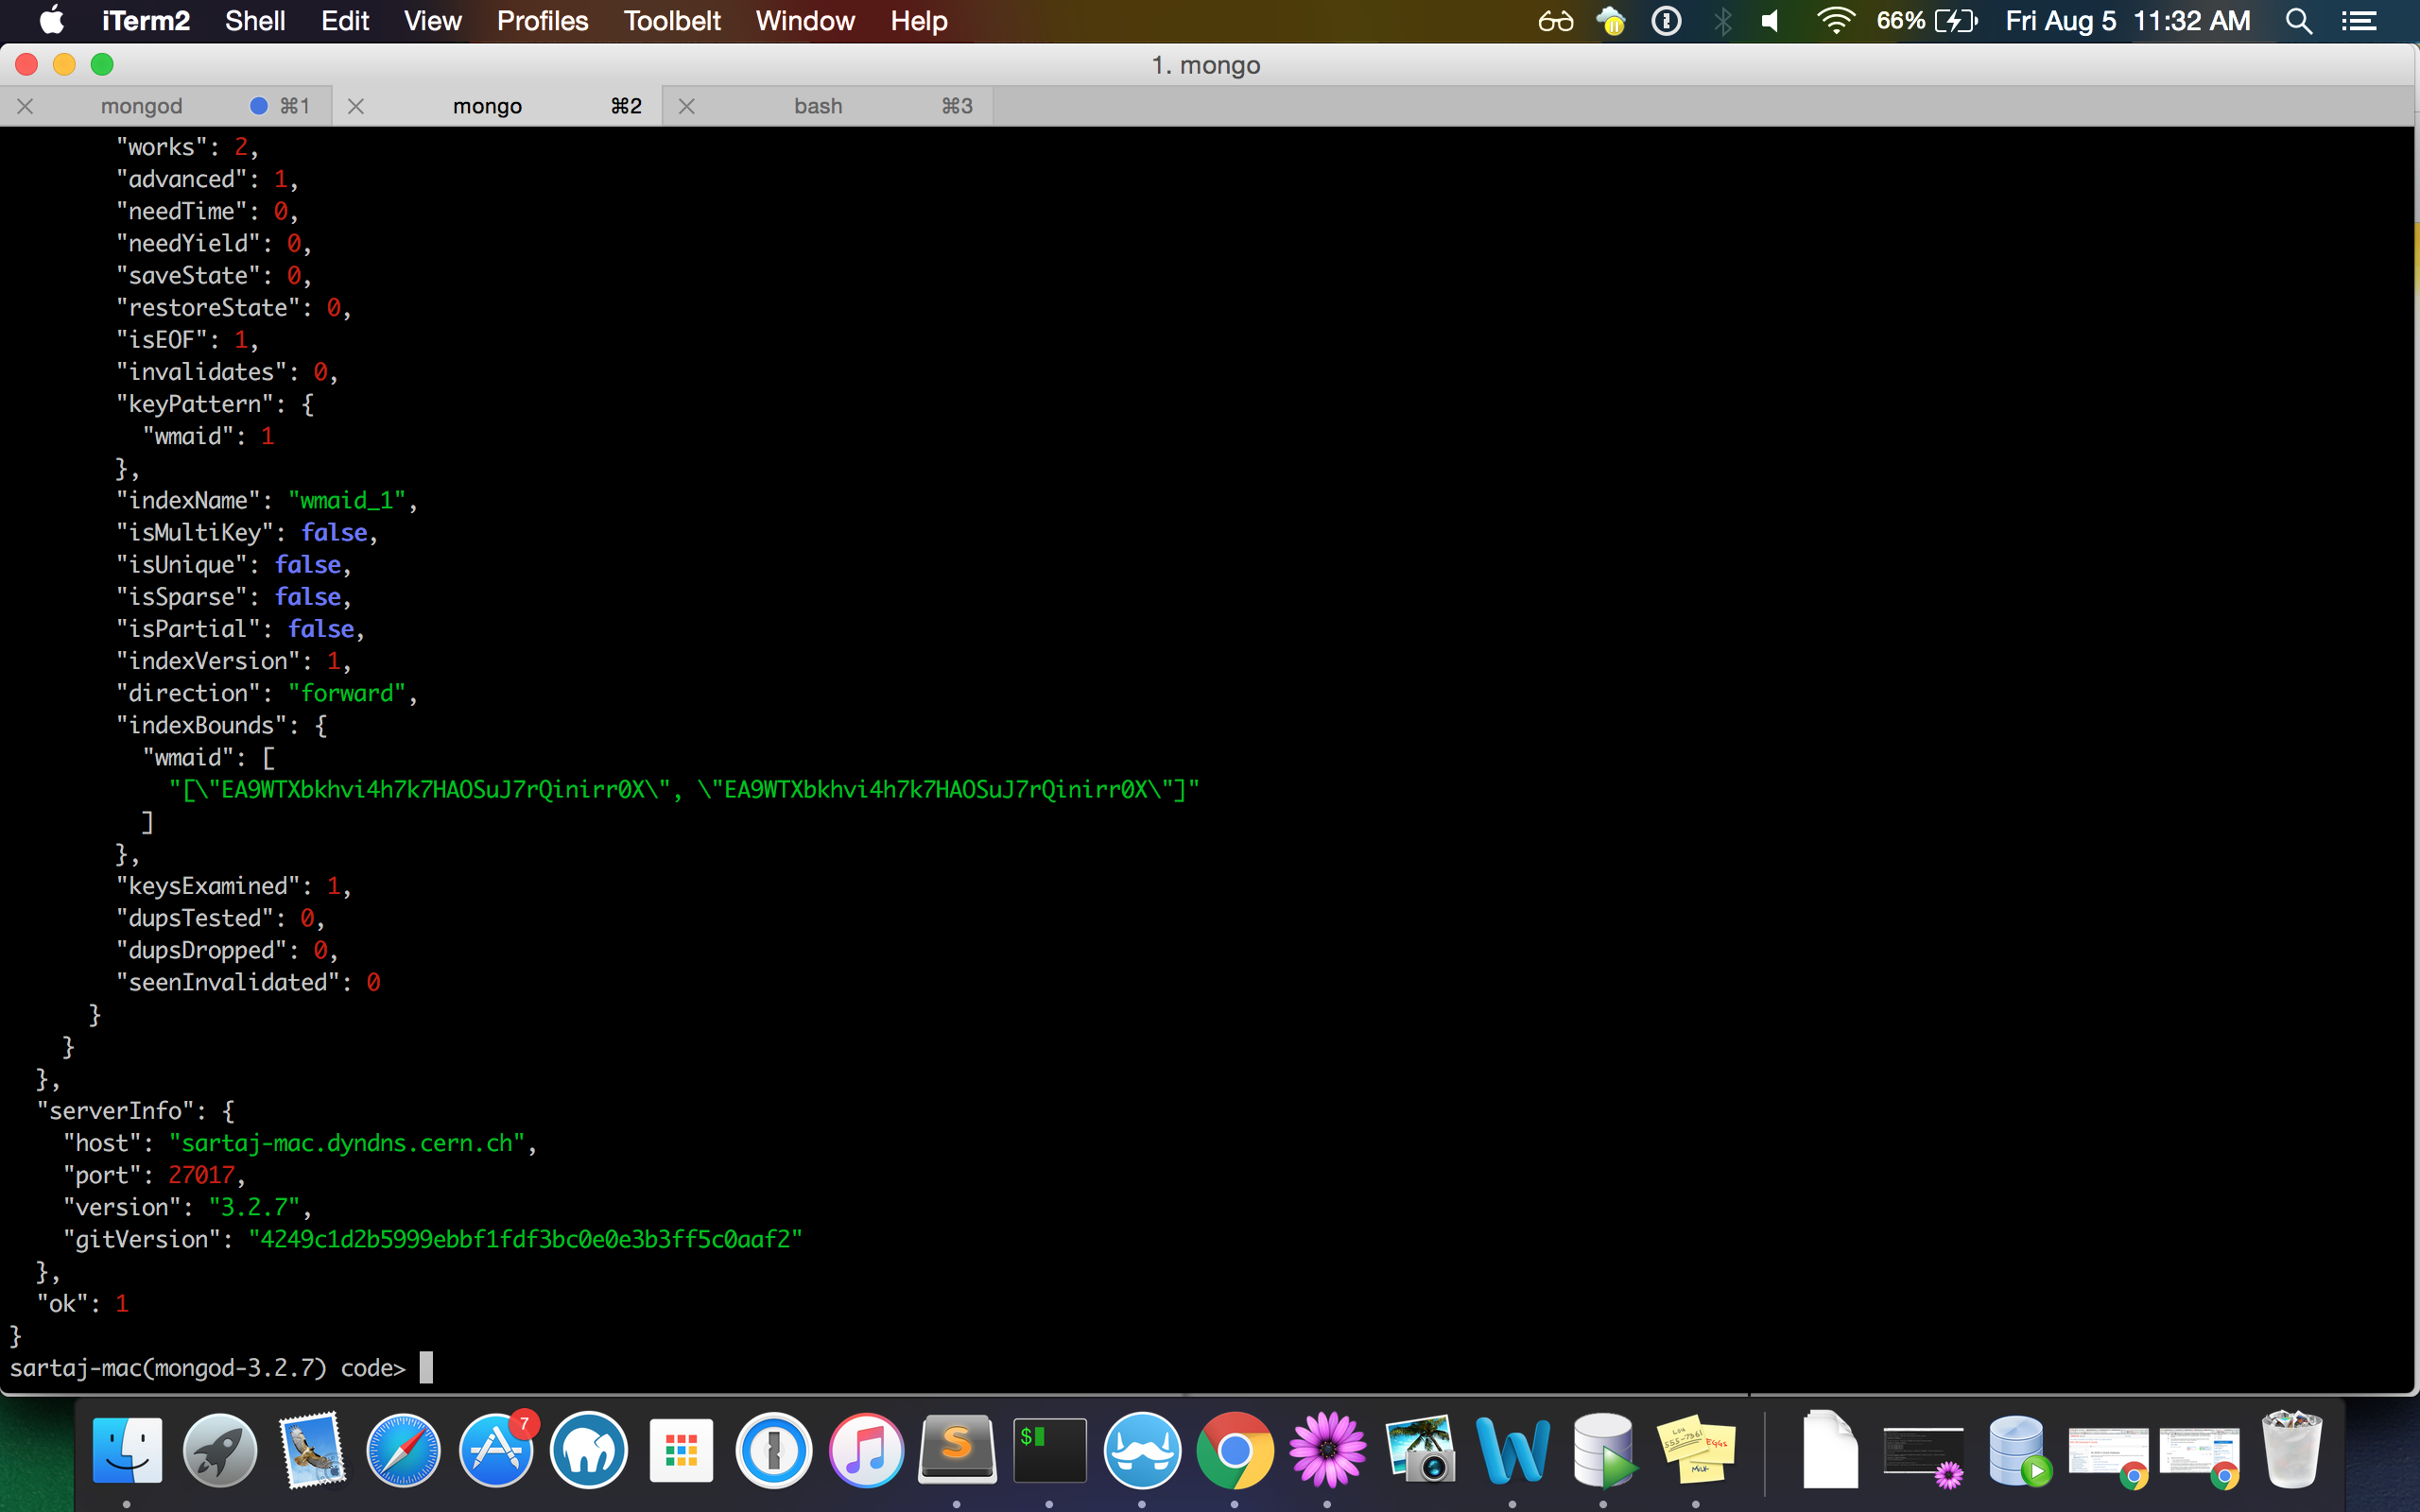 iTerm2 Shell Edit View Profiles Toolbelt Window Help 66% Fri Aug 5 11:32 AM
1. mongo
mongod ⌘1 mongo ⌘2 bash ⌘3
"works": 2,
"advanced": 1,
"needTime": 0,
"needYield": 0,
"saveState": 0,
"restoreState": 0,
"isEOF": 1,
"invalidates": 0,
"keyPattern": {
"wmaid": 1
},
"indexName": "wmaid_1",
"isMultiKey": false,
"isUnique": false,
"isSparse": false,
"isPartial": false,
"indexVersion": 1,
"direction": "forward",
"indexBounds": {
"wmaid": [
"[\"EA9WTXbkhvi4h7k7HAOSuJ7rQinirr0X\", \"EA9WTXbkhvi4h7k7HAOSuJ7rQinirr0X\"]"
]
},
"keysExamined": 1,
"dupsTested": 0,
"dupsDropped": 0,
"seenInvalidated": 0
}
}
},
"serverInfo": {
"host": "sartaj-mac.dyndns.cern.ch",
"port": 27017,
"version": "3.2.7",
"gitVersion": "4249c1d2b5999ebbf1fdf3bc0e0e3b3ff5c0aaf2"
},
"ok": 1
}
sartaj-mac(mongod-3.2.7) code>
7
S
$
W
EGGS
MILK